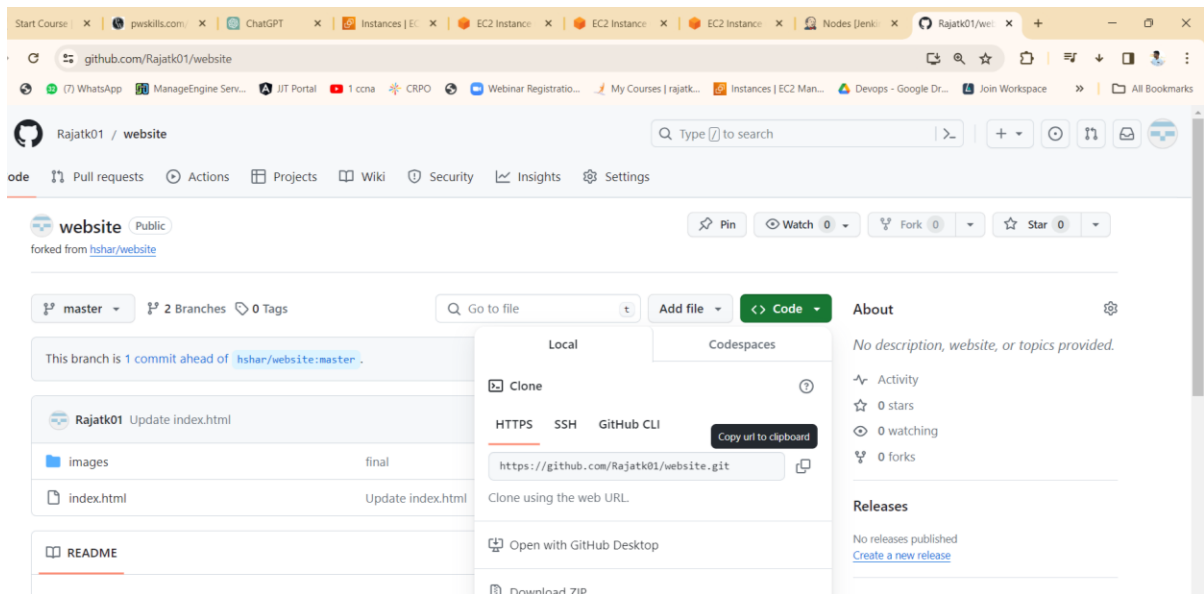 Start Course | pwskills.com/ ChatGPT Instances | EC EC2 Instance EC2 Instance EC2 Instance Nodes [Jenki Rajatk01/web
github.com/Rajatk01/website
(7) WhatsApp ManageEngine Serv... JJT Portal 1 ccna CRPO Webinar Registratio... My Courses | rajatk... Instances | EC2 Man... Devops - Google Dr... Join Workspace » All Bookmarks
Rajatk01 / website Type / to search
ode Pull requests Actions Projects Wiki Security Insights Settings
website Public Pin Watch 0 Fork 0 Star 0
forked from hshar/website
master 2 Branches 0 Tags Go to file t Add file <> Code About
Local Codespaces No description, website, or topics provided.
This branch is 1 commit ahead of hshar/website:master .
Activity
Clone
0 stars
Rajatk01 Update index.html HTTPS SSH GitHub CLI
Copy url to clipboard 0 watching
images final https://github.com/Rajatk01/website.git 0 forks
index.html Update index.html Clone using the web URL.
Releases
README Open with GitHub Desktop No releases published
Create a new release
Download ZIP